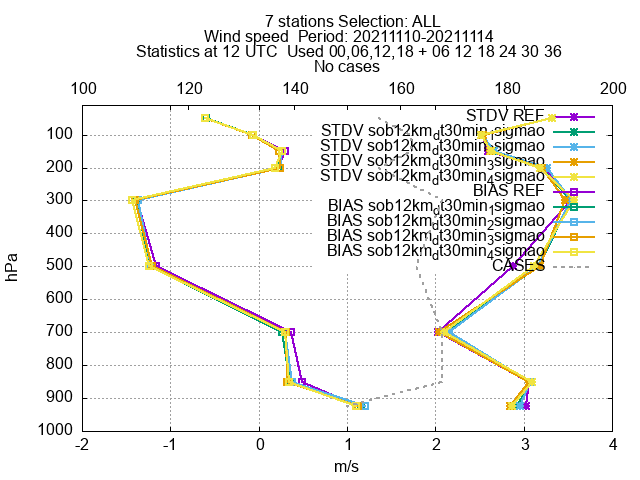 7 stations Selection: ALL
Wind speed  Period: 20211110-20211114
Statistics at 12 UTC  Used 00,06,12,18 + 06 12 18 24 30 36
No cases
100 120 140 160 180 200
STDV REF
STDV sob12km_dt30min_1sigmao
STDV sob12km_dt30min_2sigmao
STDV sob12km_dt30min_3sigmao
STDV sob12km_dt30min_4sigmao
BIAS REF
BIAS sob12km_dt30min_1sigmao
BIAS sob12km_dt30min_2sigmao
BIAS sob12km_dt30min_3sigmao
BIAS sob12km_dt30min_4sigmao
CASES
100
200
300
400
500
600
700
800
900
1000
hPa
-2 -1 0 1 2 3 4
m/s